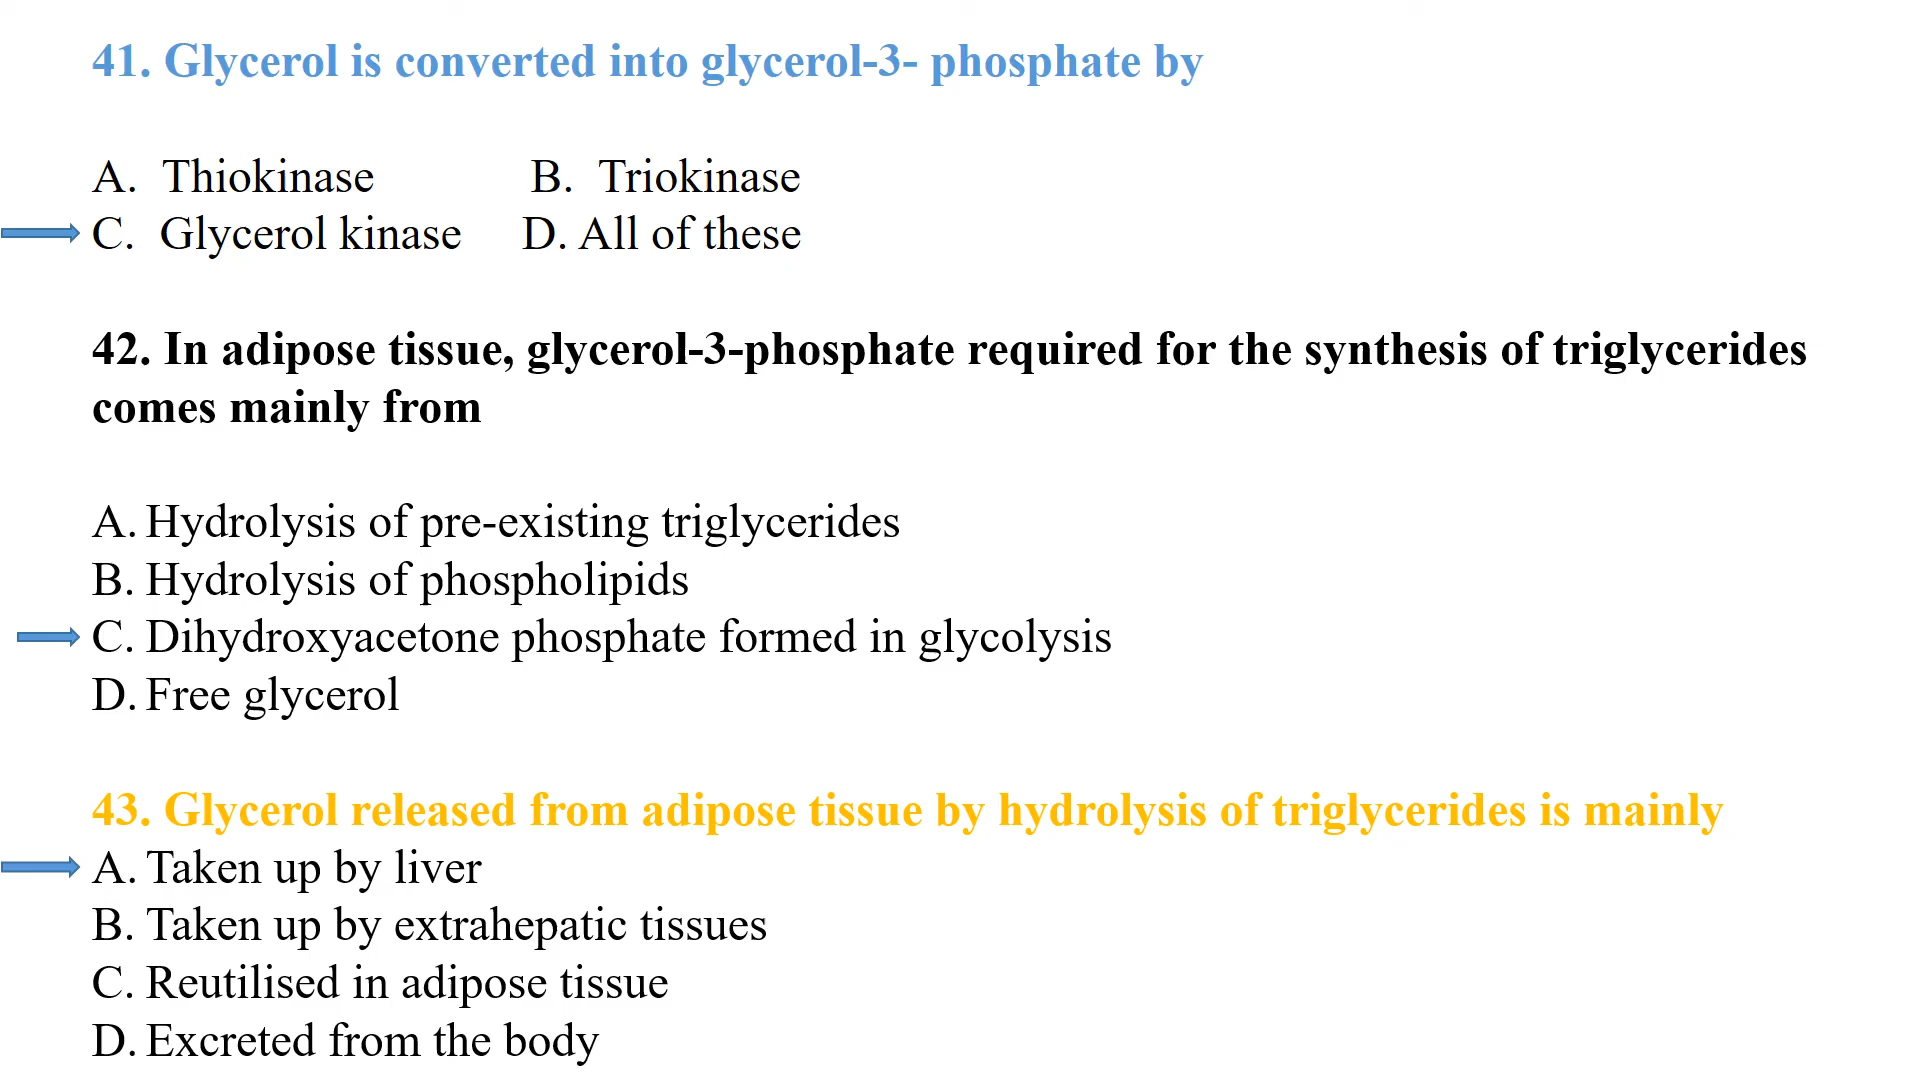 41. Glycerol is converted into glycerol-3- phosphate by
A. Thiokinase B. Triokinase
C. Glycerol kinase D. All of these
42. In adipose tissue, glycerol-3-phosphate required for the synthesis of triglycerides
comes mainly from
A. Hydrolysis of pre-existing triglycerides
B. Hydrolysis of phospholipids
C. Dihydroxyacetone phosphate formed in glycolysis
D. Free glycerol
43. Glycerol released from adipose tissue by hydrolysis of triglycerides is mainly
A. Taken up by liver
B. Taken up by extrahepatic tissues
C. Reutilised in adipose tissue
D. Excreted from the body